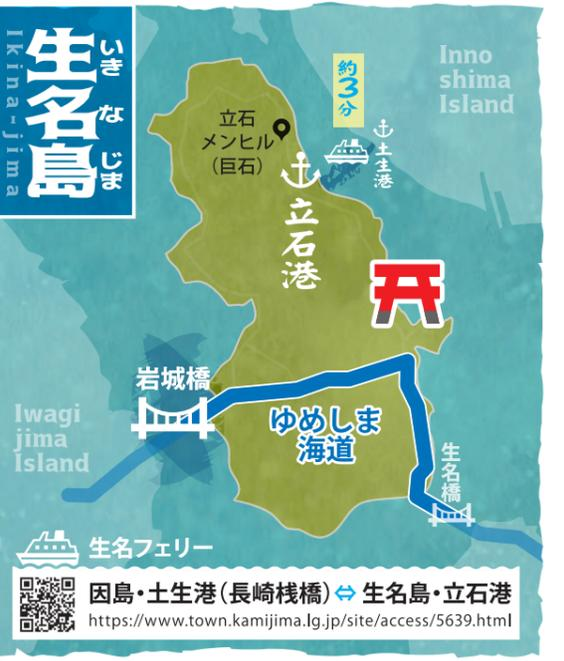 生名島
いきなじま
Ikina-jima
約3分
Inno
shima
Island
立石
メンヒル
（巨石）
土生港
立石港
岩城橋
ゆめしま
海道
Iwagi
jima
Island
生名橋
生名フェリー
因島・土生港（長崎桟橋）⇔生名島・立石港
https://www.town.kamijima.lg.jp/site/access/5639.html